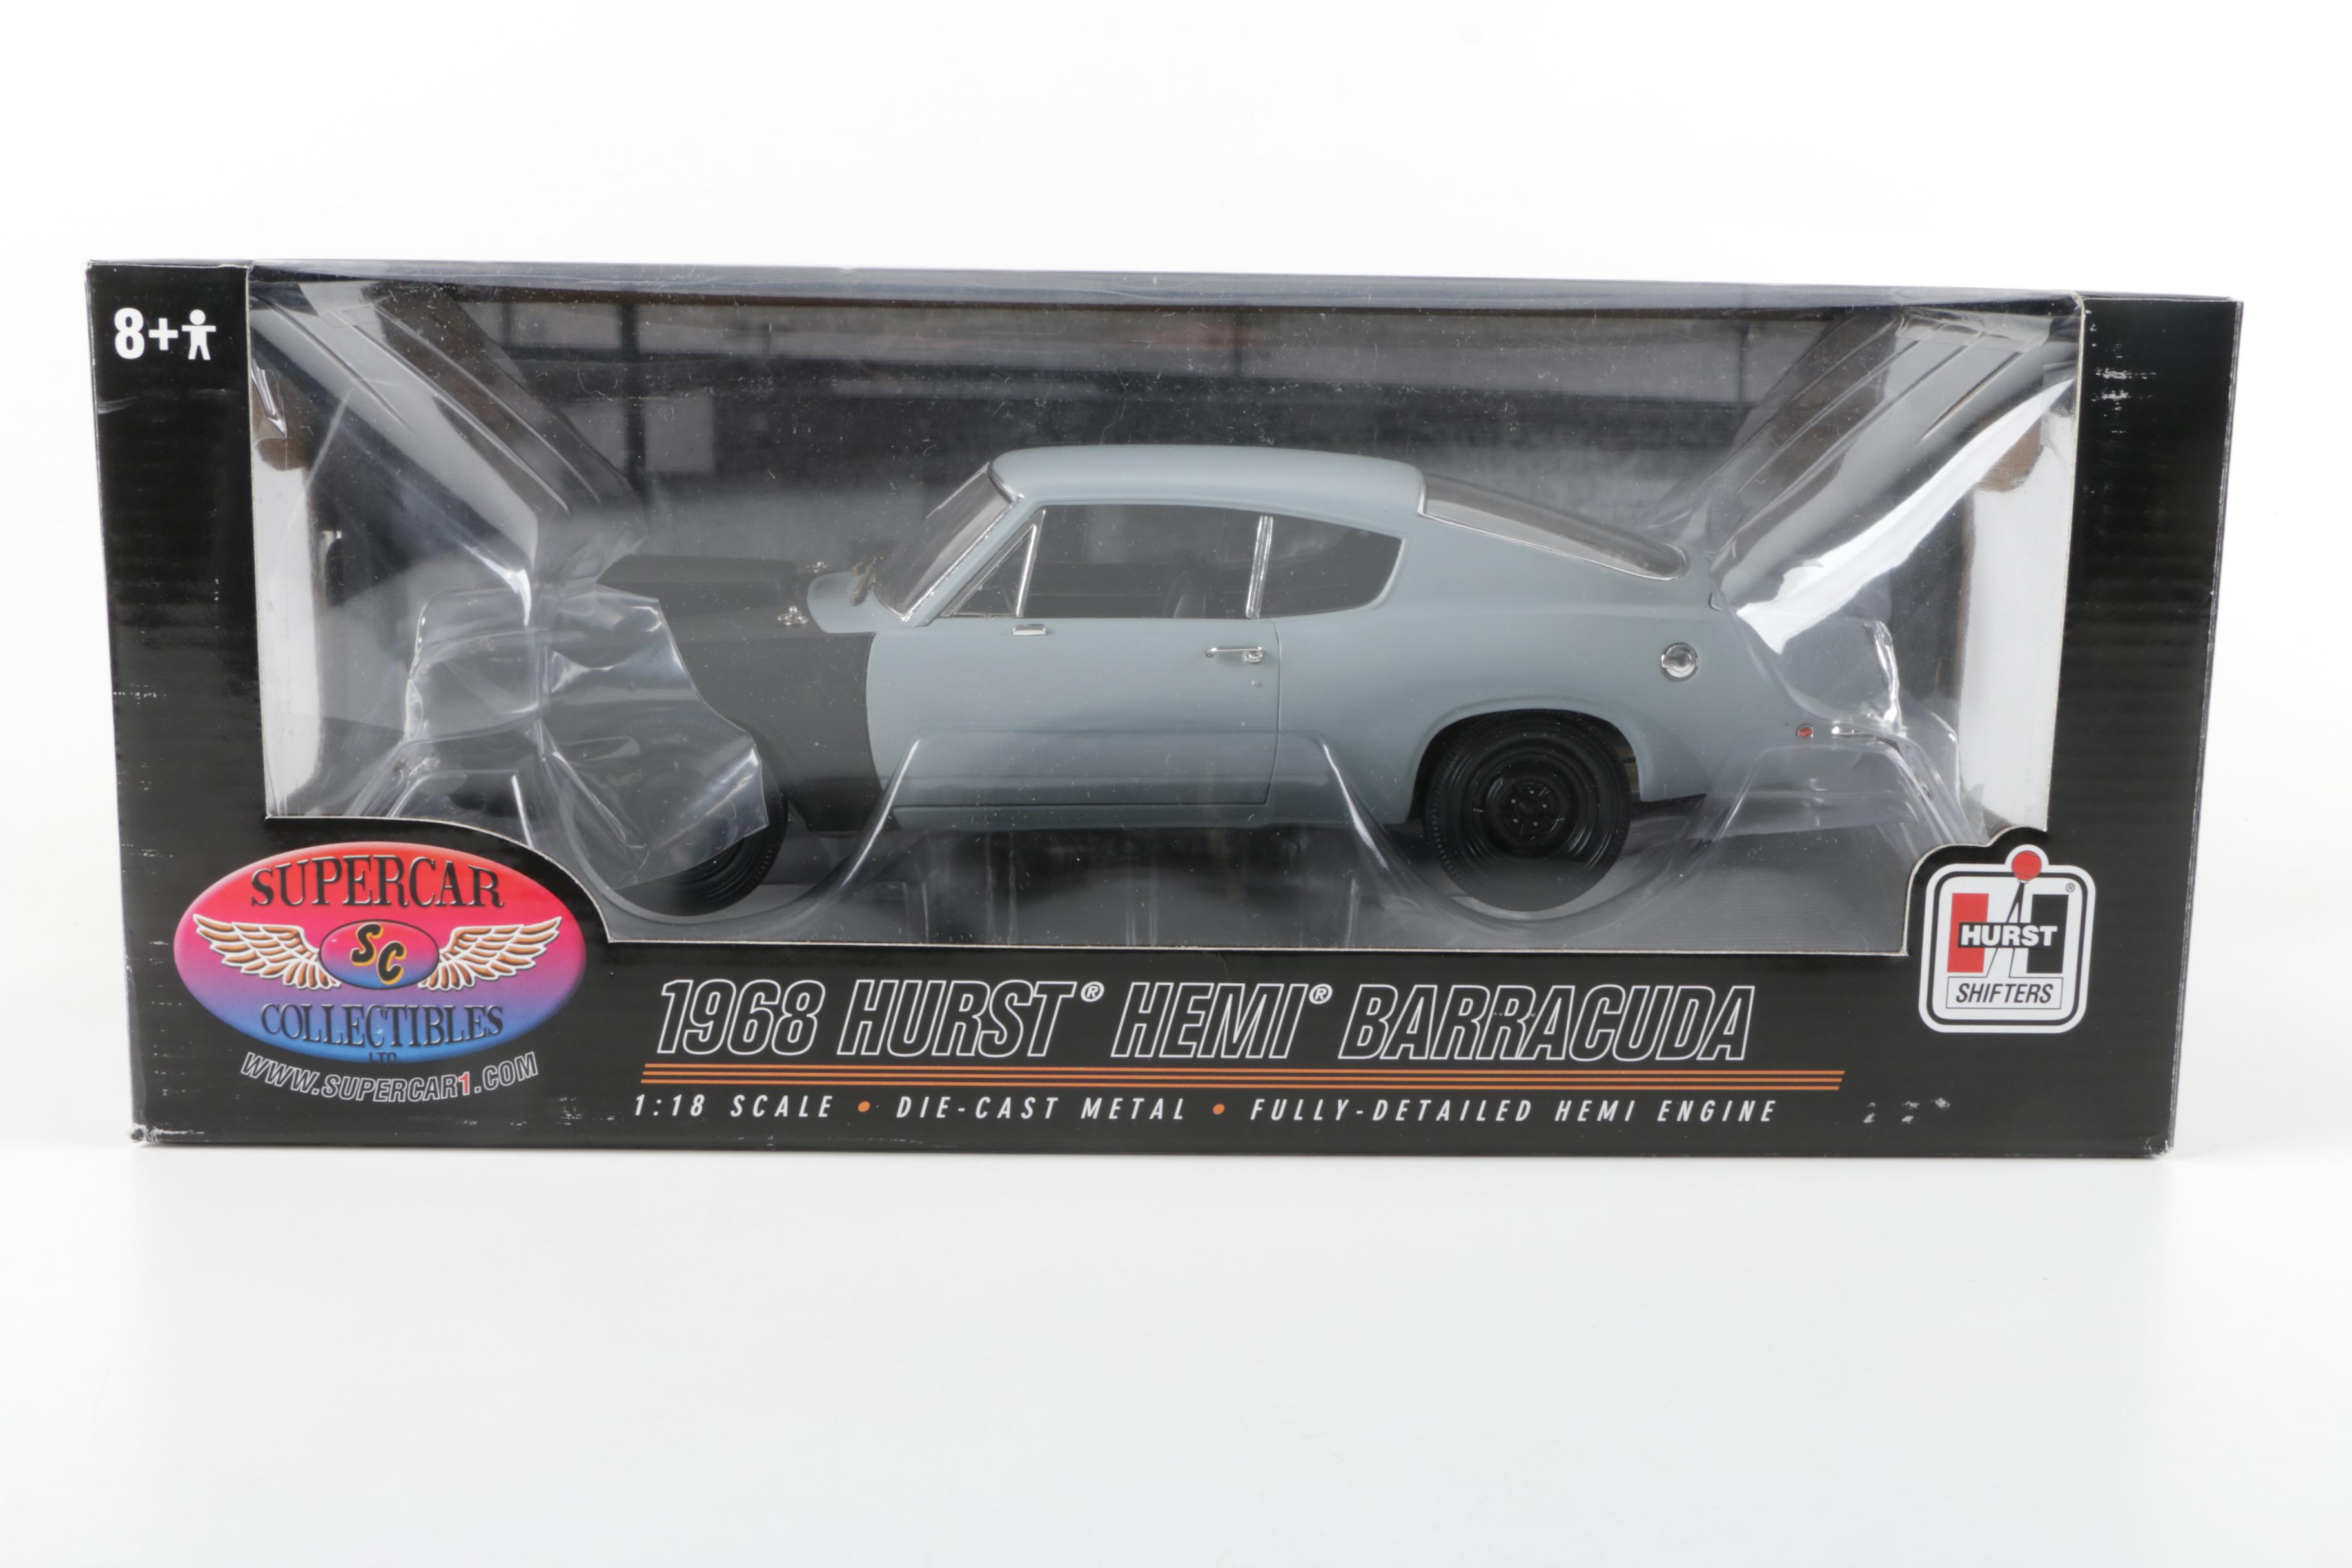 8+
SUPERCAR
SC
COLLECTIBLES
LTD.
WWW.SUPERCAR1.COM
1968 HURST® HEMI® BARRACUDA
1:18 SCALE • DIE-CAST METAL • FULLY-DETAILED HEMI ENGINE
H ®
HURST
SHIFTERS